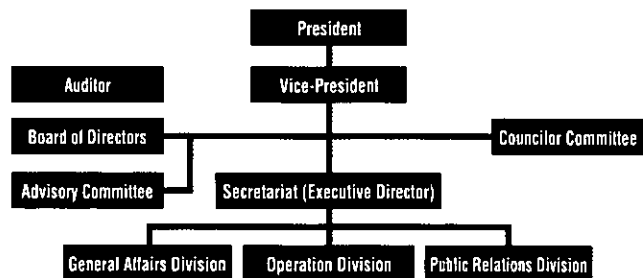 President
Auditor
Vice-President
Board of Directors
Councilor Committee
Advisory Committee
Secretariat (Executive Director)
General Affairs Division
Operation Division
Public Relations Division